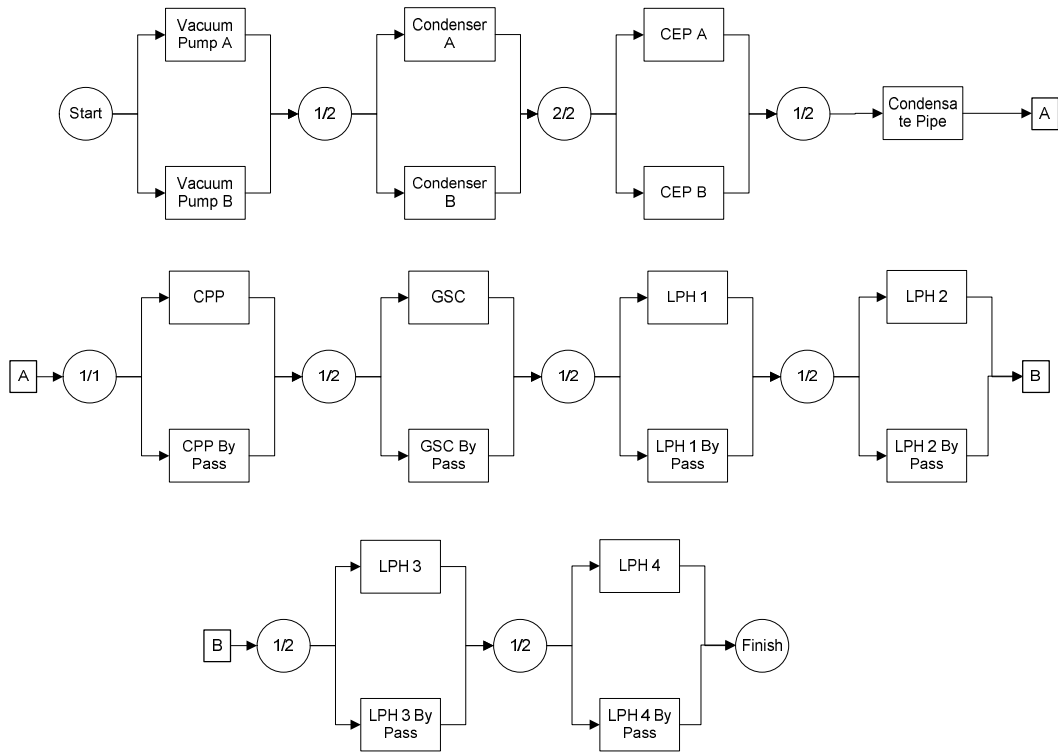 Vacuum
Pump A
Condenser
A
CEP A
Start
1/2
2/2
1/2
Condensa
te Pipe
A
Vacuum
Pump B
Condenser
B
CEP B
CPP
GSC
LPH 1
LPH 2
A
1/1
1/2
1/2
1/2
B
CPP By
Pass
GSC By
Pass
LPH 1 By
Pass
LPH 2 By
Pass
LPH 3
LPH 4
B
1/2
1/2
Finish
LPH 3 By
Pass
LPH 4 By
Pass